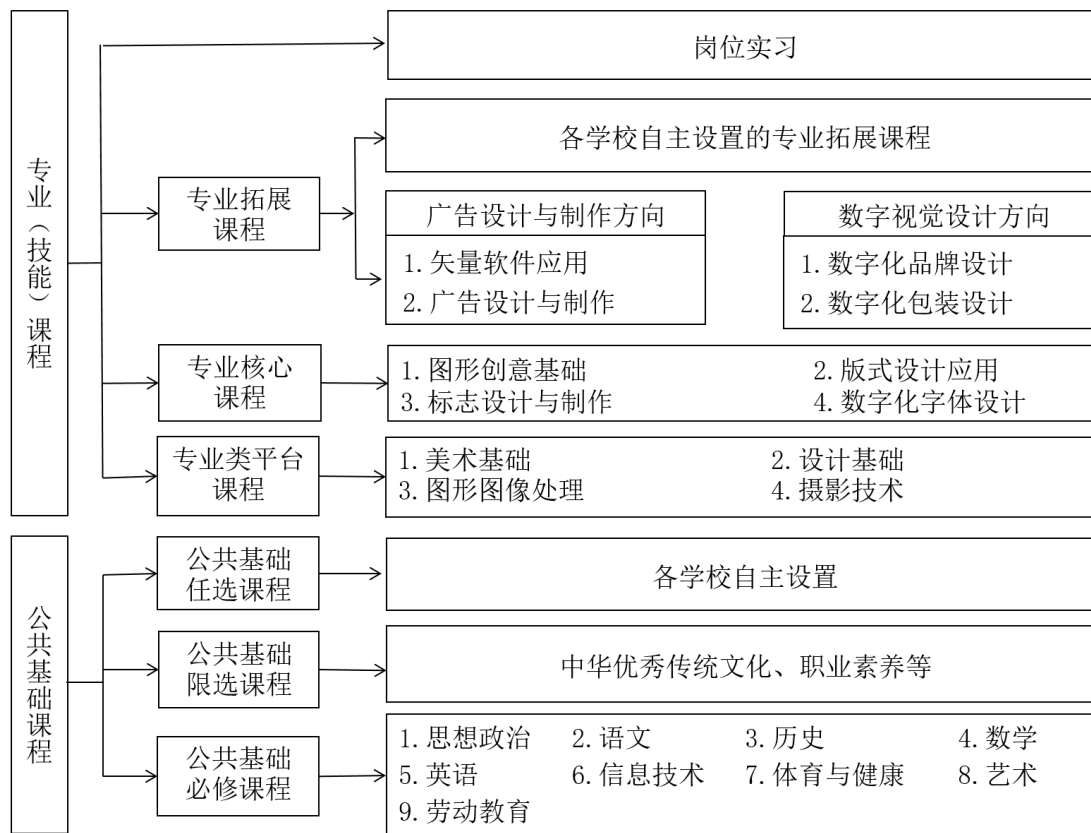 专业（技能）课程
岗位实习
专业拓展
课程
各学校自主设置的专业拓展课程
广告设计与制作方向
1.矢量软件应用
2.广告设计与制作
数字视觉设计方向
1.数字化品牌设计
2.数字化包装设计
专业核心
课程
1.图形创意基础 2.版式设计应用
3.标志设计与制作 4.数字化字体设计
专业类平台
课程
1.美术基础 2.设计基础
3.图形图像处理 4.摄影技术
公共基础课程
公共基础
任选课程
各学校自主设置
公共基础
限选课程
中华优秀传统文化、职业素养等
公共基础
必修课程
1.思想政治 2.语文 3.历史 4.数学
5.英语 6.信息技术 7.体育与健康 8.艺术
9.劳动教育